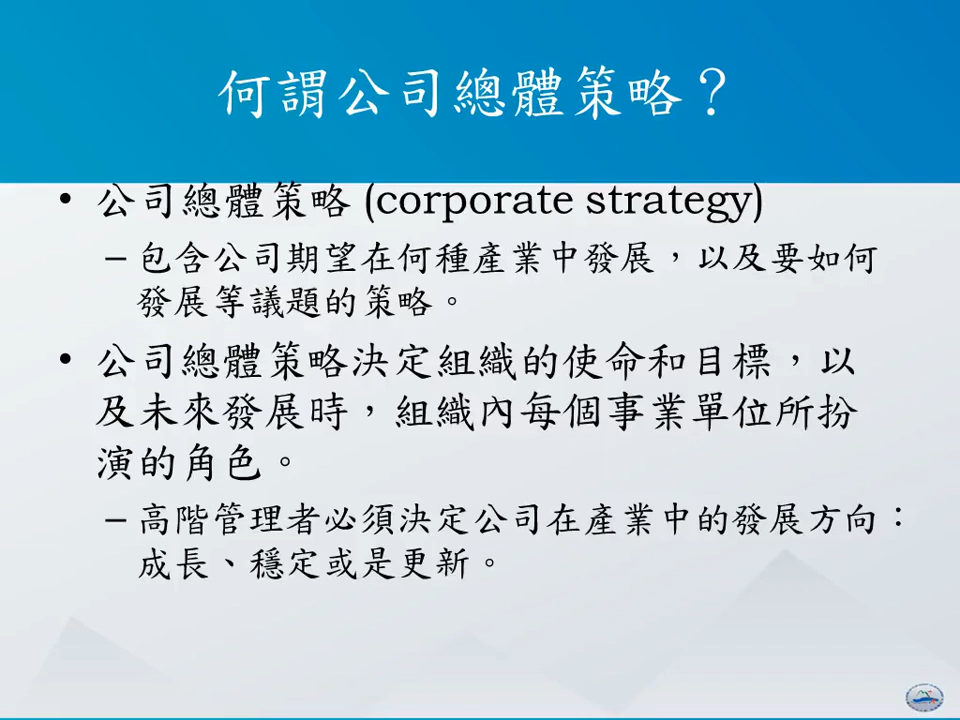 何謂公司總體策略？
• 公司總體策略 (corporate strategy)
– 包含公司期望在何種產業中發展，以及要如何
發展等議題的策略。
• 公司總體策略決定組織的使命和目標，以
及未來發展時，組織內每個事業單位所扮
演的角色。
– 高階管理者必須決定公司在產業中的發展方向：
成長、穩定或是更新。